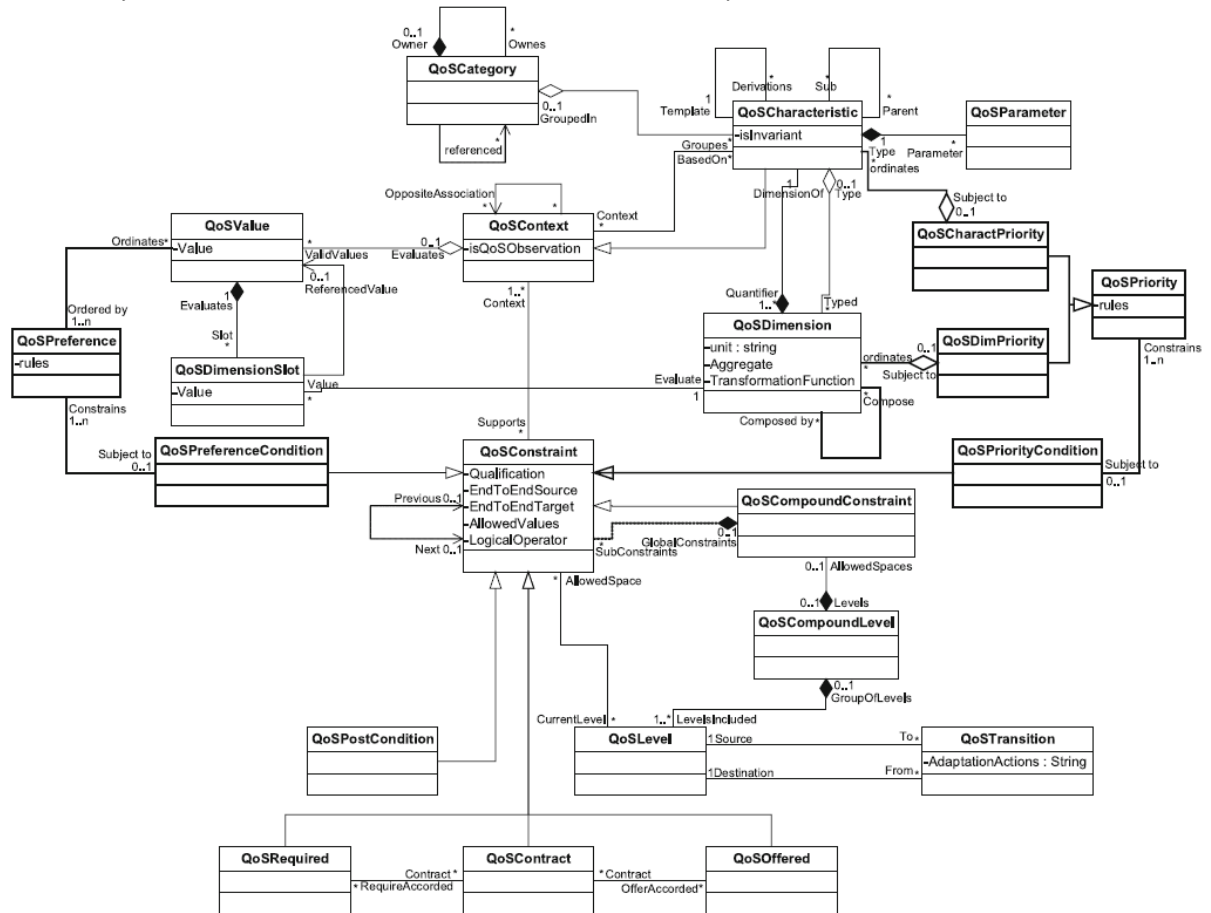 0..1
Owner
*
Ownes
QoSCategory
0..1
GroupedIn
*
referenced
Derivations
*
*
Sub
1
Template
*
Parent
QoSCharacteristic
-isInvariant
QoSParameter
Groupes*
BasedOn*
1
Type
*
Parameter
*ordinates
1
DimensionOf
0..1
Type
Subject to
0..1
OppositeAssociation
*
*
Context
*
QoSContext
-isQoSObservation
QoSValue
-Value
Ordinates*
*
ValidValues
0..1
Evaluates
0..1
ReferencedValue
QoSCharactPriority
1..*
Context
Quantifier
1..*
Typed
*
QoSPriority
-rules
1
Evaluates
Ordered by
1..n
Slot
*
QoSDimension
-unit : string
-Aggregate
-TransformationFunction
QoSDimPriority
0..1
ordinates
*
Subject to
Constrains
1..n
QoSPreference
-rules
QoSDimensionSlot
-Value
Value
*
Evaluate
1
*
Compose
Composed by*
Constrains
1..n
Supports
*
Subject to
0..1
QoSPreferenceCondition
QoSConstraint
-Qualification
-EndToEndSource
-EndToEndTarget
-AllowedValues
-LogicalOperator
QoSPriorityCondition
Subject to
0..1
Previous0..1
Next 0..1
QoSCompoundConstraint
0..1
GlobalConstraints
*
SubConstraints
*
AllowedSpace
0..1
AllowedSpaces
0..1
Levels
QoSCompoundLevel
0..1
GroupOfLevels
CurrentLevel *
1..*
LevelsIncluded
QoSPostCondition
QoSLevel
1Source
To*
QoSTransition
-AdaptationActions : String
1Destination
From*
QoSRequired
QoSContract
QoSOffered
Contract*
*RequireAccorded
*Contract
OfferAccorded*